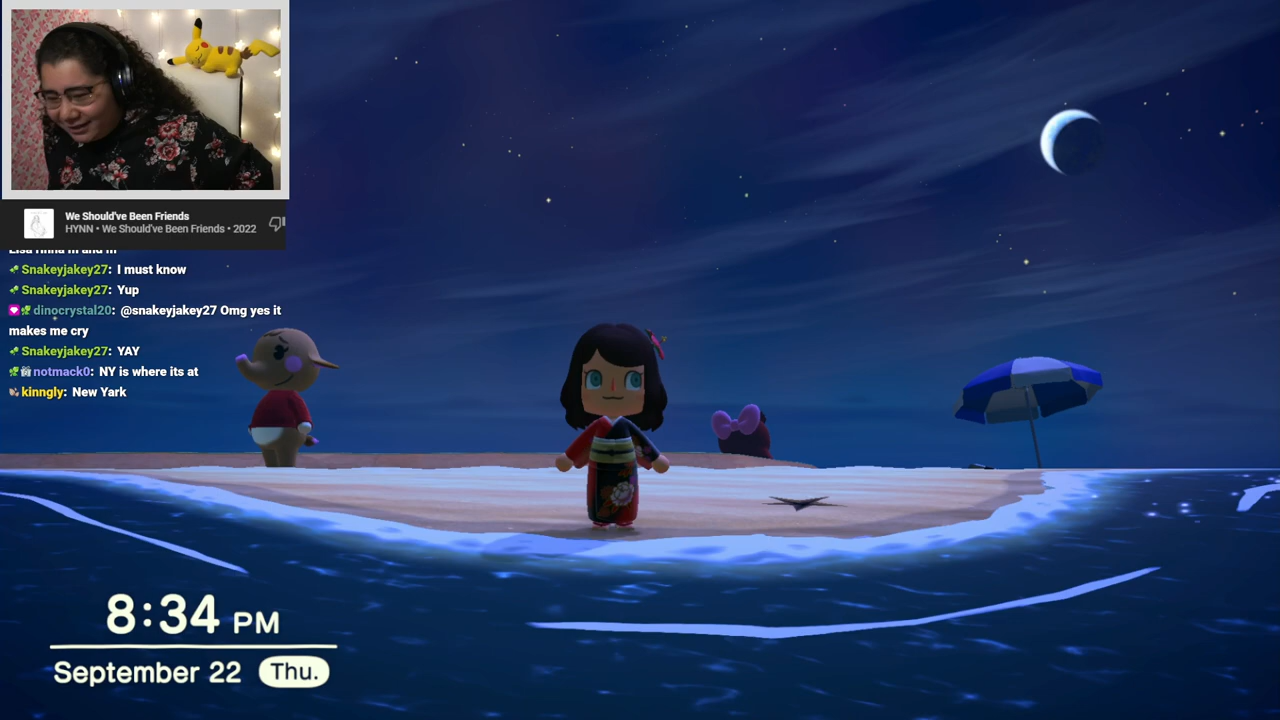 We Should've Been Friends
HYNN • We Should've Been Friends • 2022
Snakeyjakey27: I must know
Snakeyjakey27: Yup
dinocrystal20: @snakeyjakey27 Omg yes it
makes me cry
Snakeyjakey27: YAY
notmack0: NY is where its at
kinngly: New Yark
8:34 PM
September 22 Thu.